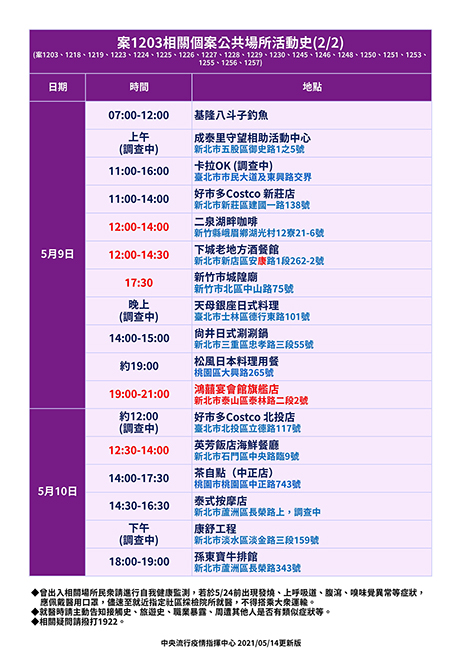 案1203相關個案公共場所活動史(2/2)
(案1203、1218、1219、1223、1224、1225、1226、1227、1228、1229、1230、1245、1246、1248、1250、1251、1253、
1255、1256、1257)
日期 時間 地點
5月9日
07:00-12:00 基隆八斗子釣魚
上午
(調查中)
成泰里守望相助活動中心
新北市五股區御史路1之5號
11:00-16:00
卡拉OK (調查中)
臺北市市民大道及東興路交界
11:00-14:00
好市多Costco 新莊店
新北市新莊區建國一路138號
12:00-14:00
二泉湖畔咖啡
新竹縣峨眉鄉湖光村12寮21-6號
12:00-14:30
下城老地方酒餐館
新北市新店區安康路1段262-2號
17:30
新竹市城隍廟
新竹市北區中山路75號
晚上
(調查中)
天母銀座日式料理
臺北市士林區德行東路101號
14:00-15:00
尙井日式涮涮鍋
新北市三重區忠孝路三段55號
約19:00
松風日本料理用餐
桃園區大興路265號
19:00-21:00
鴻囍宴會館旗艦店
新北市泰山區泰林路二段2號
5月10日
約12:00
(調查中)
好市多Costco 北投店
臺北市北投區立德路117號
12:30-14:00
英芳飯店海鮮餐廳
新北市石門區中央路臨9號
14:00-17:30
茶自點（中正店）
桃園市桃園區中正路743號
14:30-16:30
泰式按摩店
新北市蘆洲區長榮路上，調查中
下午
(調查中)
康舒工程
新北市淡水區淡金路三段159號
18:00-19:00
孫東寶牛排館
新北市蘆洲區長榮路343號
◆曾出入相關場所民衆請進行自我健康監測，若於5/24前出現發燒、上呼吸道、腹瀉、嗅味覺異常等症狀，
應佩戴醫用口罩，儘速至就近指定社區採檢院所就醫，不得搭乘大衆運輸。
◆就醫時請主動告知接觸史、旅遊史、職業暴露、周遭其他人是否有類似症狀等。
◆相關疑問請撥打1922。
中央流行疫情指揮中心 2021/05/14更新版